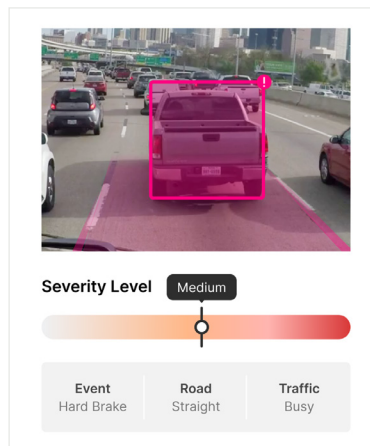 !
Severity Level
Medium
Event
Hard Brake
Road
Straight
Traffic
Busy